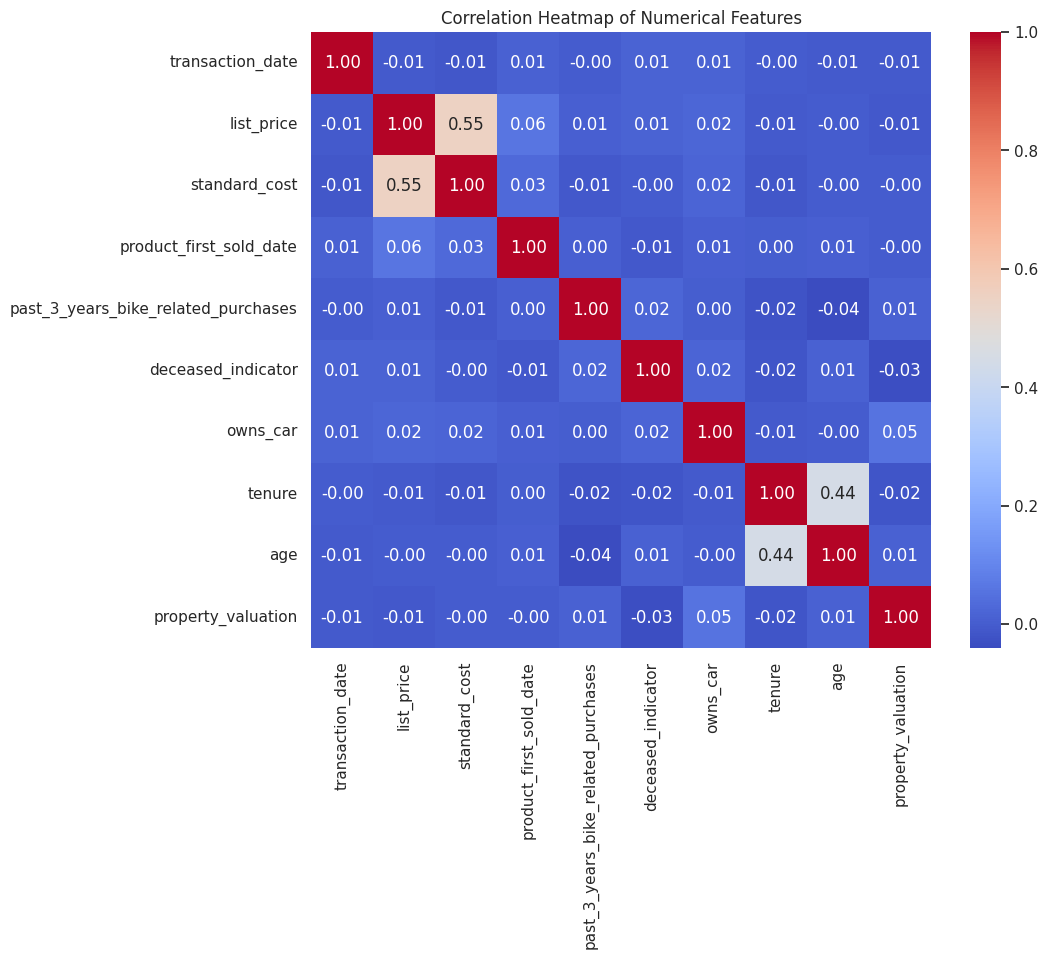 Correlation Heatmap of Numerical Features
transaction_date 1.00 -0.01 -0.01 0.01 -0.00 0.01 0.01 -0.00 -0.01 -0.01
list_price -0.01 1.00 0.55 0.06 0.01 0.01 0.02 -0.01 -0.00 -0.01
standard_cost -0.01 0.55 1.00 0.03 -0.01 -0.00 0.02 -0.01 -0.00 -0.00
product_first_sold_date 0.01 0.06 0.03 1.00 0.00 -0.01 0.01 0.00 0.01 -0.00
past_3_years_bike_related_purchases -0.00 0.01 -0.01 0.00 1.00 0.02 0.00 -0.02 -0.04 0.01
deceased_indicator 0.01 0.01 -0.00 -0.01 0.02 1.00 0.02 -0.02 0.01 -0.03
owns_car 0.01 0.02 0.02 0.01 0.00 0.02 1.00 -0.01 -0.00 0.05
tenure -0.00 -0.01 -0.01 0.00 -0.02 -0.02 -0.01 1.00 0.44 -0.02
age -0.01 -0.00 -0.00 0.01 -0.04 0.01 -0.00 0.44 1.00 0.01
property_valuation -0.01 -0.01 -0.00 -0.00 0.01 -0.03 0.05 -0.02 0.01 1.00
transaction_date
list_price
standard_cost
product_first_sold_date
past_3_years_bike_related_purchases
deceased_indicator
owns_car
tenure
age
property_valuation
1.0
0.8
0.6
0.4
0.2
0.0